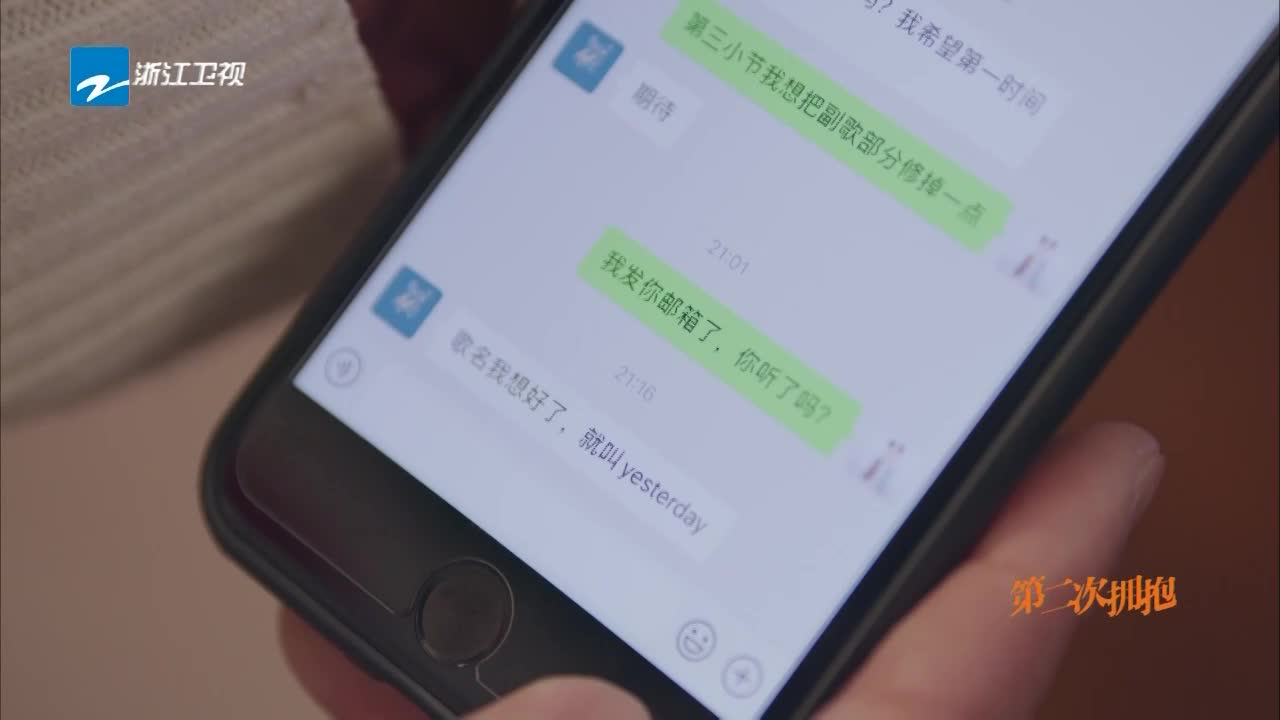 浙江卫视
我希望第一时间
第三小节我想把副歌部分修掉一点
期待
21:01
我发你邮箱了，你听了吗？
21:16
歌名我想好了，就叫yesterday
第二次拥抱